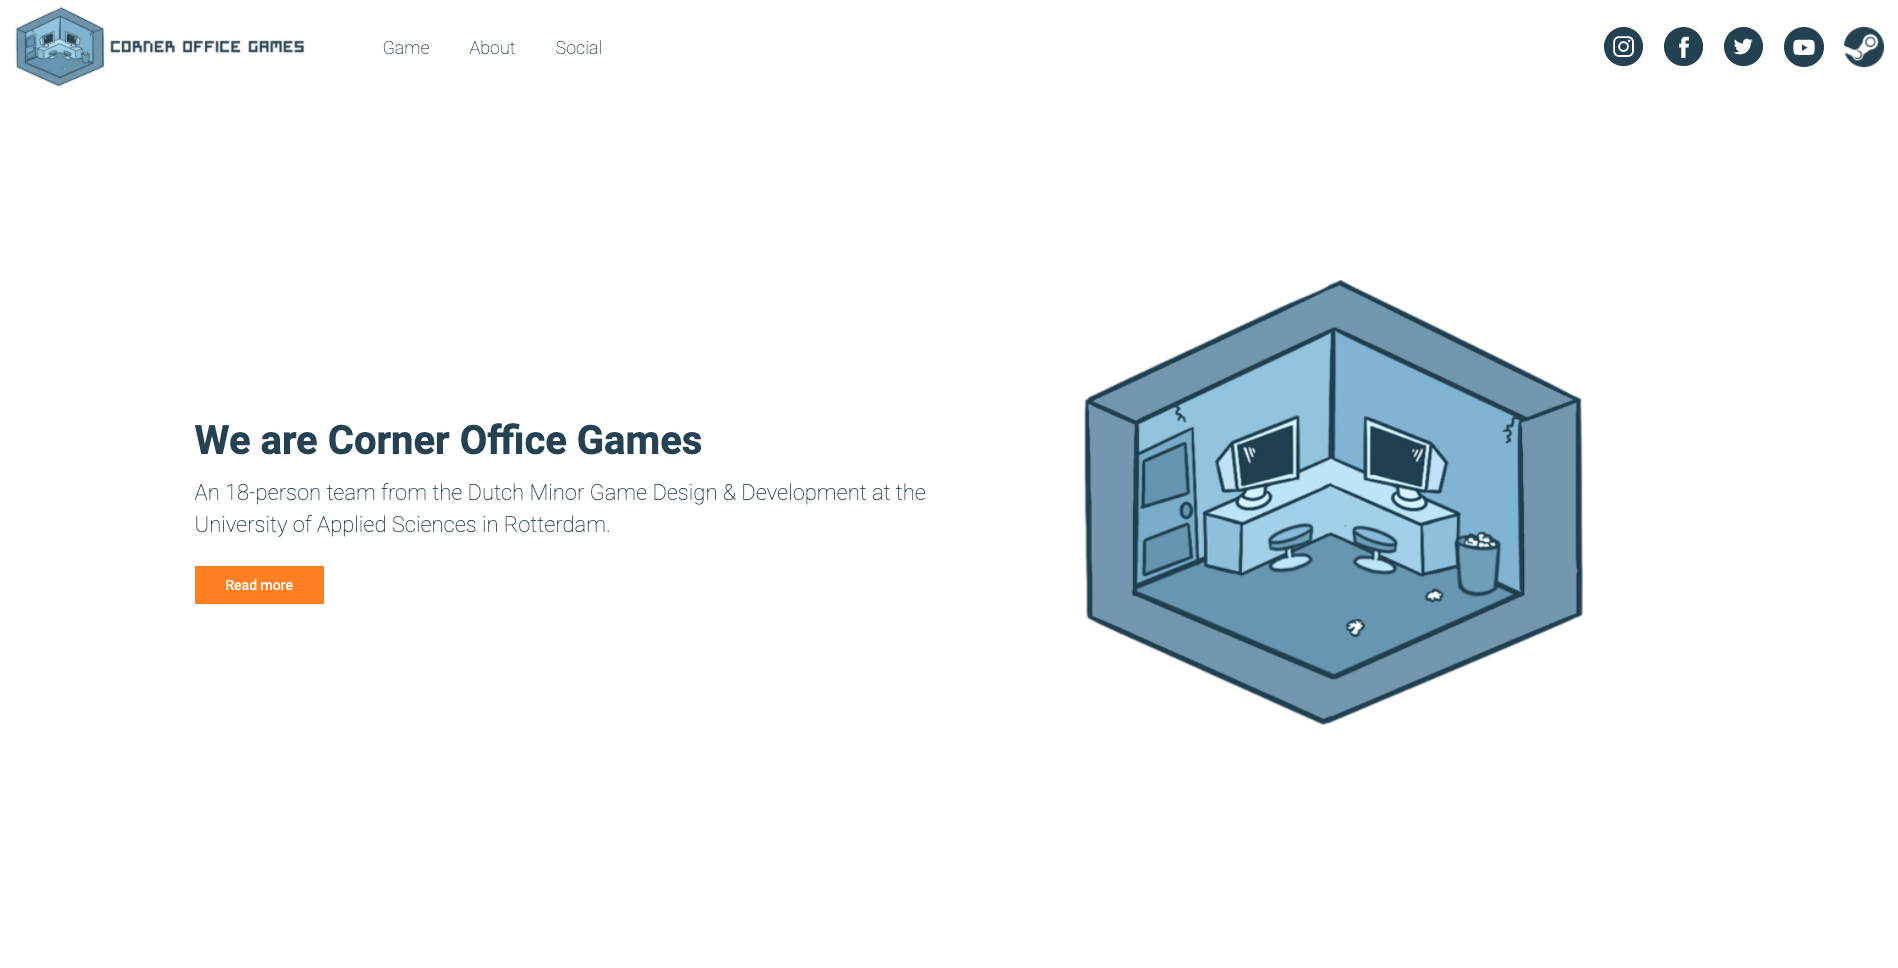 CORNER OFFICE GAMES
Game
About
Social
We are Corner Office Games
An 18-person team from the Dutch Minor Game Design & Development at the
University of Applied Sciences in Rotterdam.
Read more